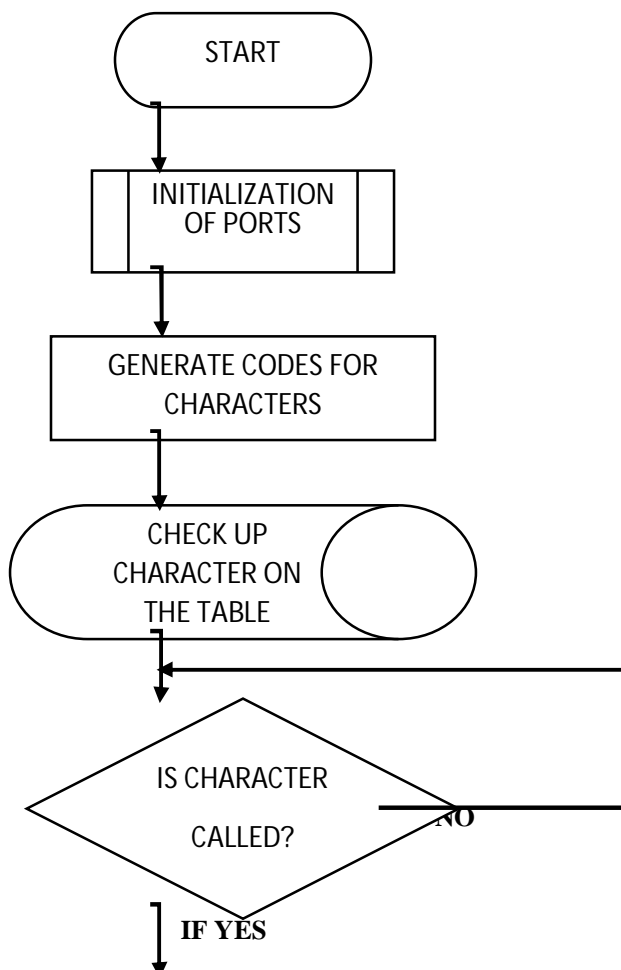 START
INITIALIZATION
OF PORTS
GENERATE CODES FOR
CHARACTERS
CHECK UP
CHARACTER ON
THE TABLE
IS CHARACTER
CALLED?
NO
IF YES